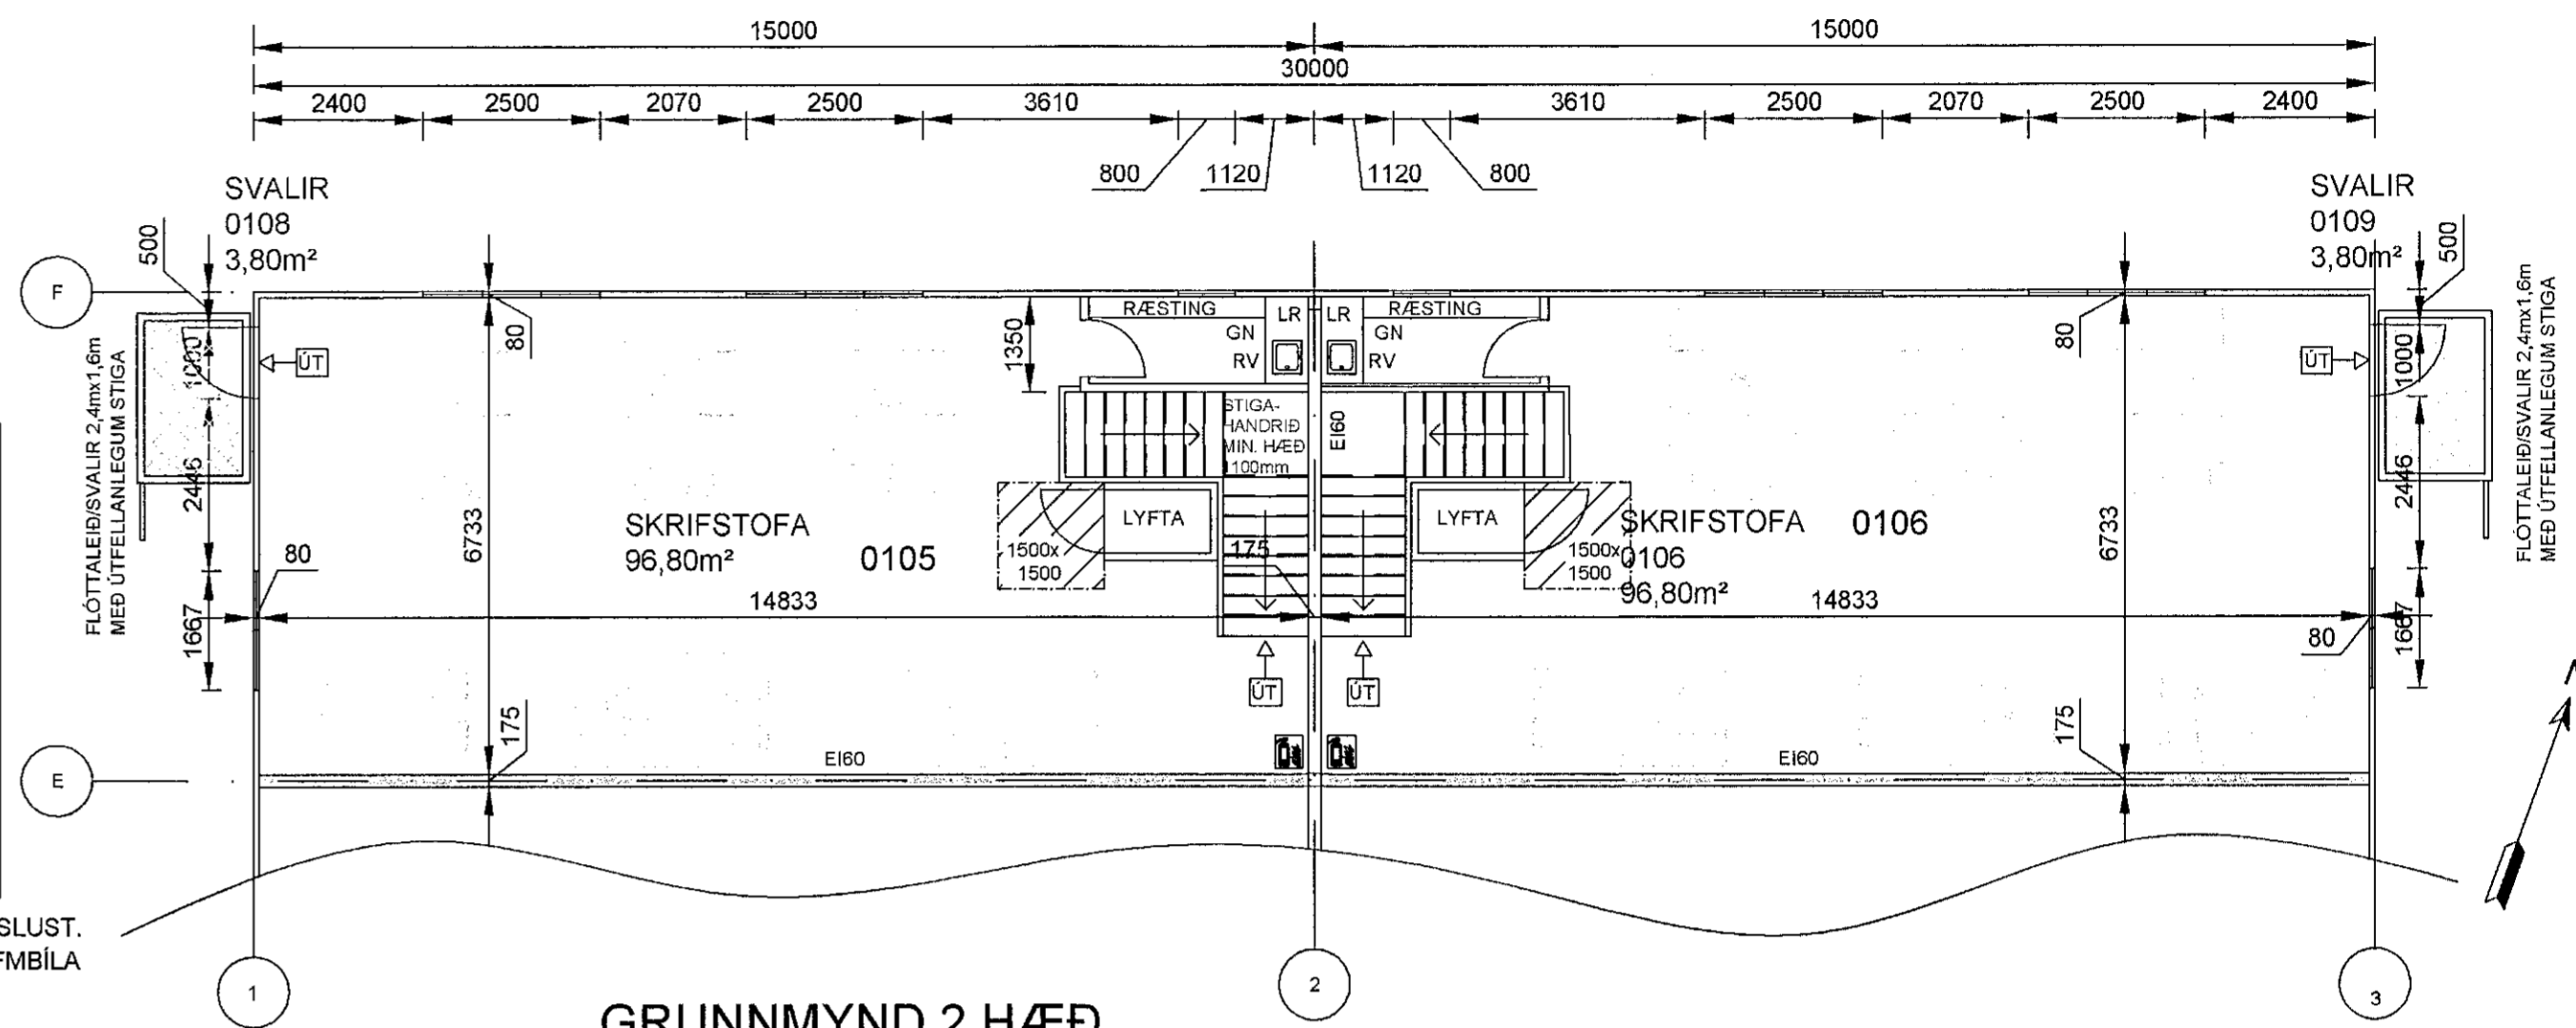 15000 15000
30000
2400 2500 2070 2500 3610 3610 2500 2070 2500 2400
800 1120 1120 800
SVALIR
0108
3,80m²
SVALIR
0109
3,80m²
500
500
F
RÆSTING LR LR RÆSTING
GN GN
RV RV
80
1350
80
ÚT
ÚT
1000
1000
FLÓTTALEIÐ/SVALIR 2,4mx1,6m
MEÐ ÚTFELLANLEGUM STIGA
FLÓTTALEIÐ/SVALIR 2,4mx1,6m
MEÐ ÚTFELLANLEGUM STIGA
STIGA-
HANDRIÐ
MIN. HÆÐ
1100mm
EI60
2446
2446
6733
6733
SKRIFSTOFA
96,80m²
0105
LYFTA
LYFTA
1500x
1500
175
1500x
1500
SKRIFSTOFA 0106
0106
96,80m²
80
14833
14833
80
1667
1667
ÚT ÚT
175
175
EI60
EI60
E
SLUST.
FMBÍLA
1
2
3
GRUNNMYND 2.HÆÐ